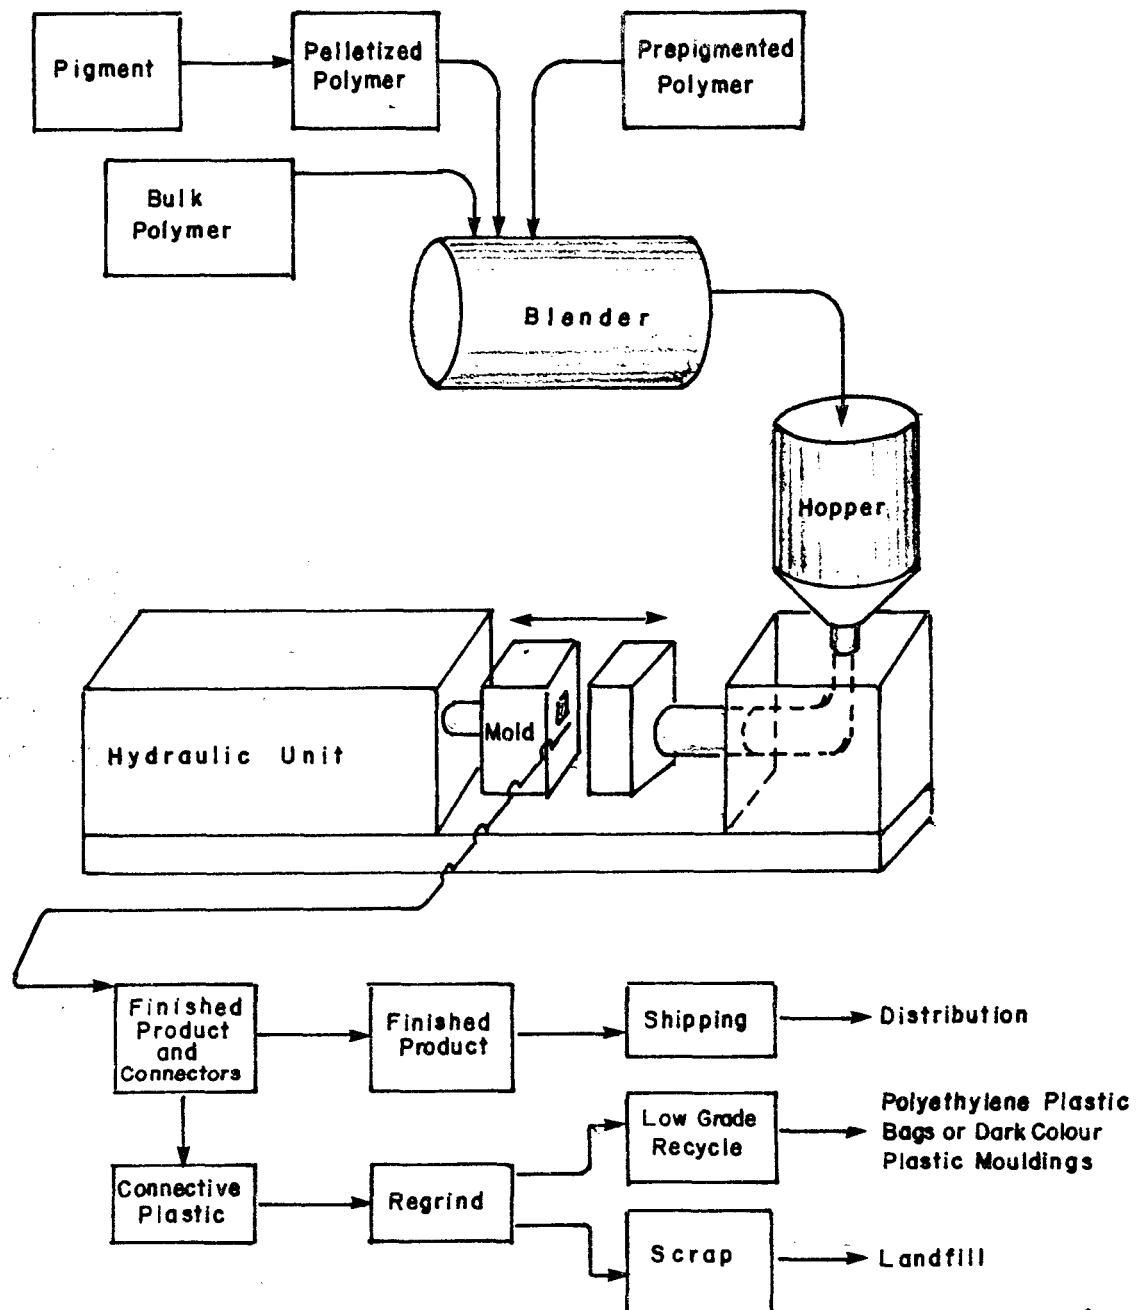 Pigment
Pelletized
Polymer
Prepigmented
Polymer
Bulk
Polymer
Blender
Hopper
Mold
Hydraulic Unit
Finished
Product
and
Connectors
Finished
Product
Shipping
Distribution
Connective
Plastic
Regrind
Low Grade
Recycle
Polyethylene Plastic
Bags or Dark Colour
Plastic Mouldings
Scrap
Landfill